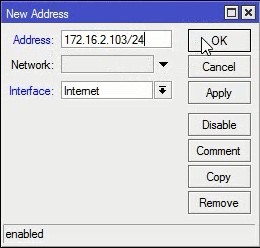 New Address
Address: 172.16.2.103/24 OK
Network: Cancel
Interface: Internet Apply
Disable
Comment
Copy
Remove
enabled